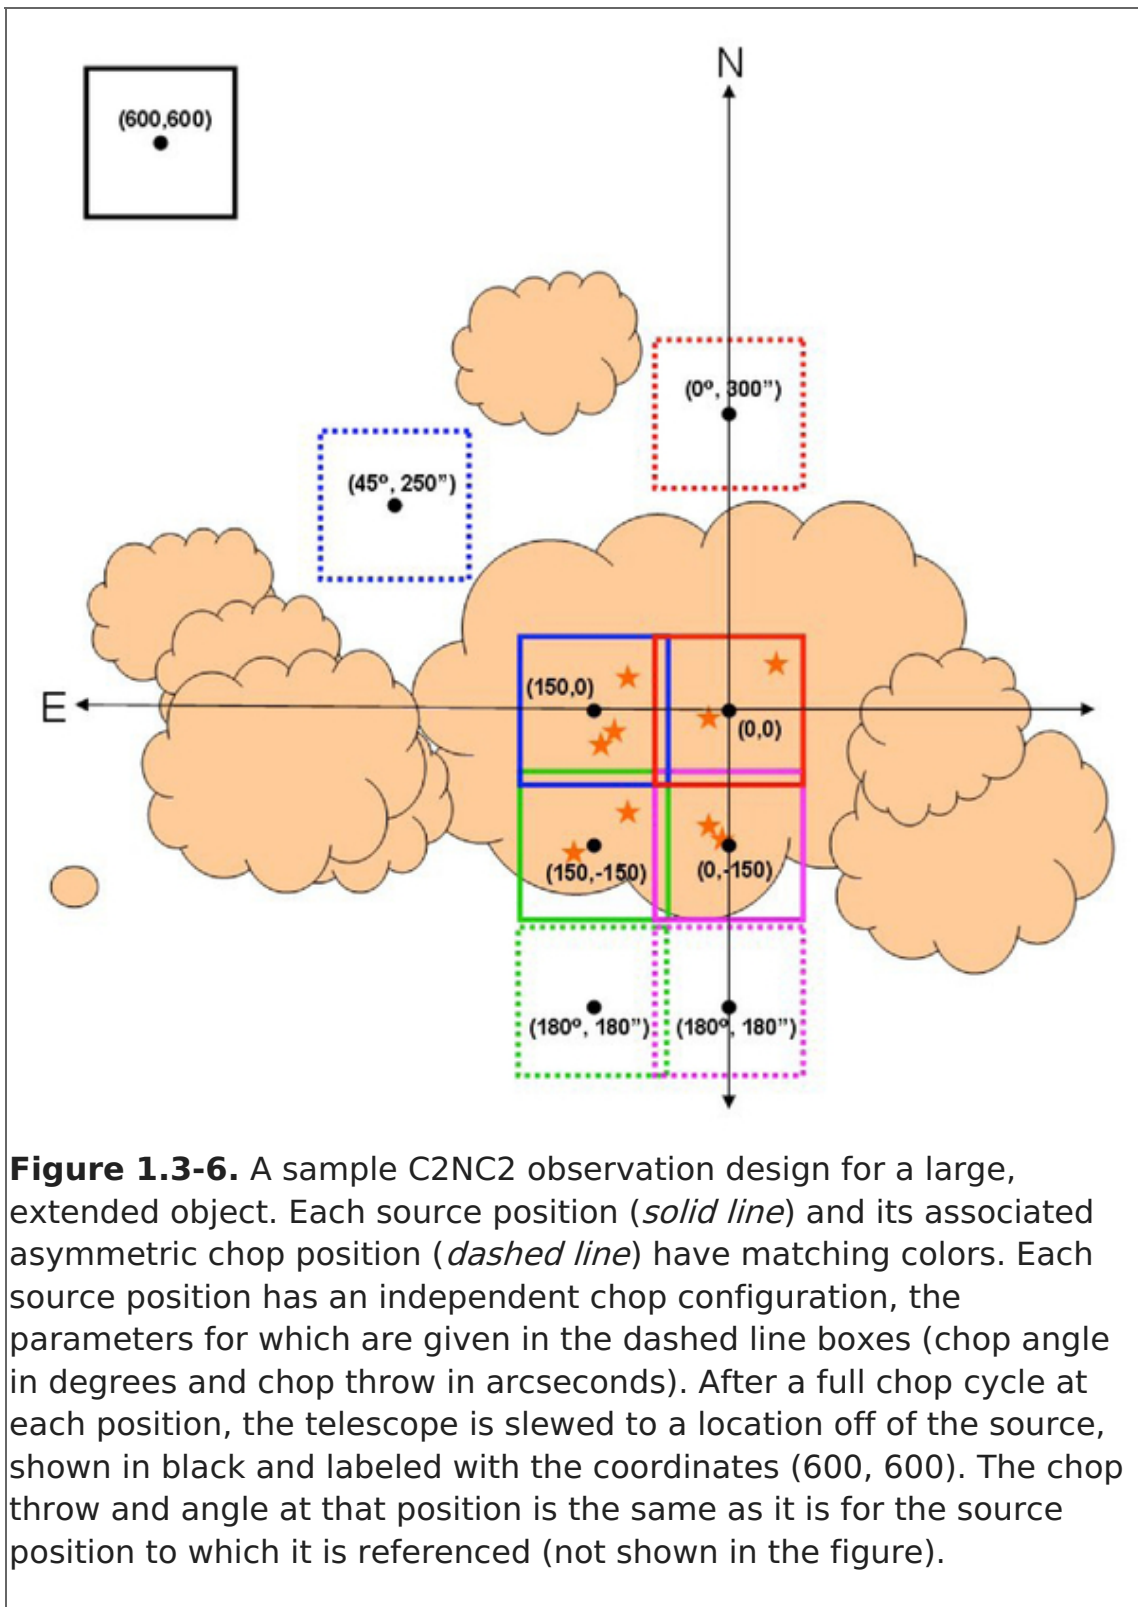 N
(600,600)
(0º, 300”)
(45º, 250”)
(150,0)
E
(0,0)
(150,-150)
(0,-150)
(180º, 180”)
(180º, 180”)
Figure 1.3-6. A sample C2NC2 observation design for a large,
extended object. Each source position (solid line) and its associated
asymmetric chop position (dashed line) have matching colors. Each
source position has an independent chop configuration, the
parameters for which are given in the dashed line boxes (chop angle
in degrees and chop throw in arcseconds). After a full chop cycle at
each position, the telescope is slewed to a location off of the source,
shown in black and labeled with the coordinates (600, 600). The chop
throw and angle at that position is the same as it is for the source
position to which it is referenced (not shown in the figure).